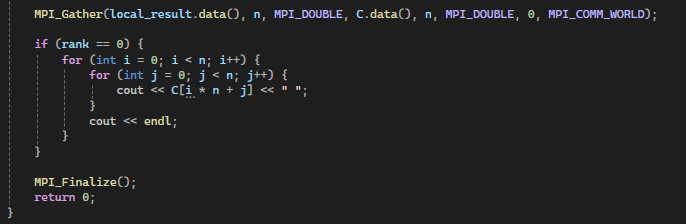 MPI_Gather(local_result.data(), n, MPI_DOUBLE, C.data(), n, MPI_DOUBLE, 0, MPI_COMM_WORLD);
if (rank == 0) {
for (int i = 0; i < n; i++) {
for (int j = 0; j < n; j++) {
cout << C[i * n + j] << " ";
}
cout << endl;
}
}
MPI_Finalize();
return 0;
}